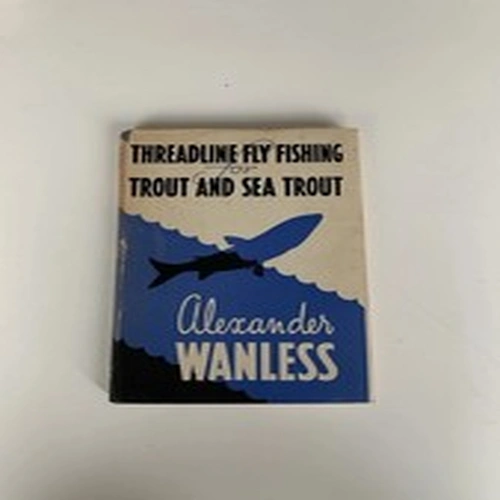 THREADLINE FLY FISHING
for
TROUT AND SEA TROUT
Alexander
WANLESS